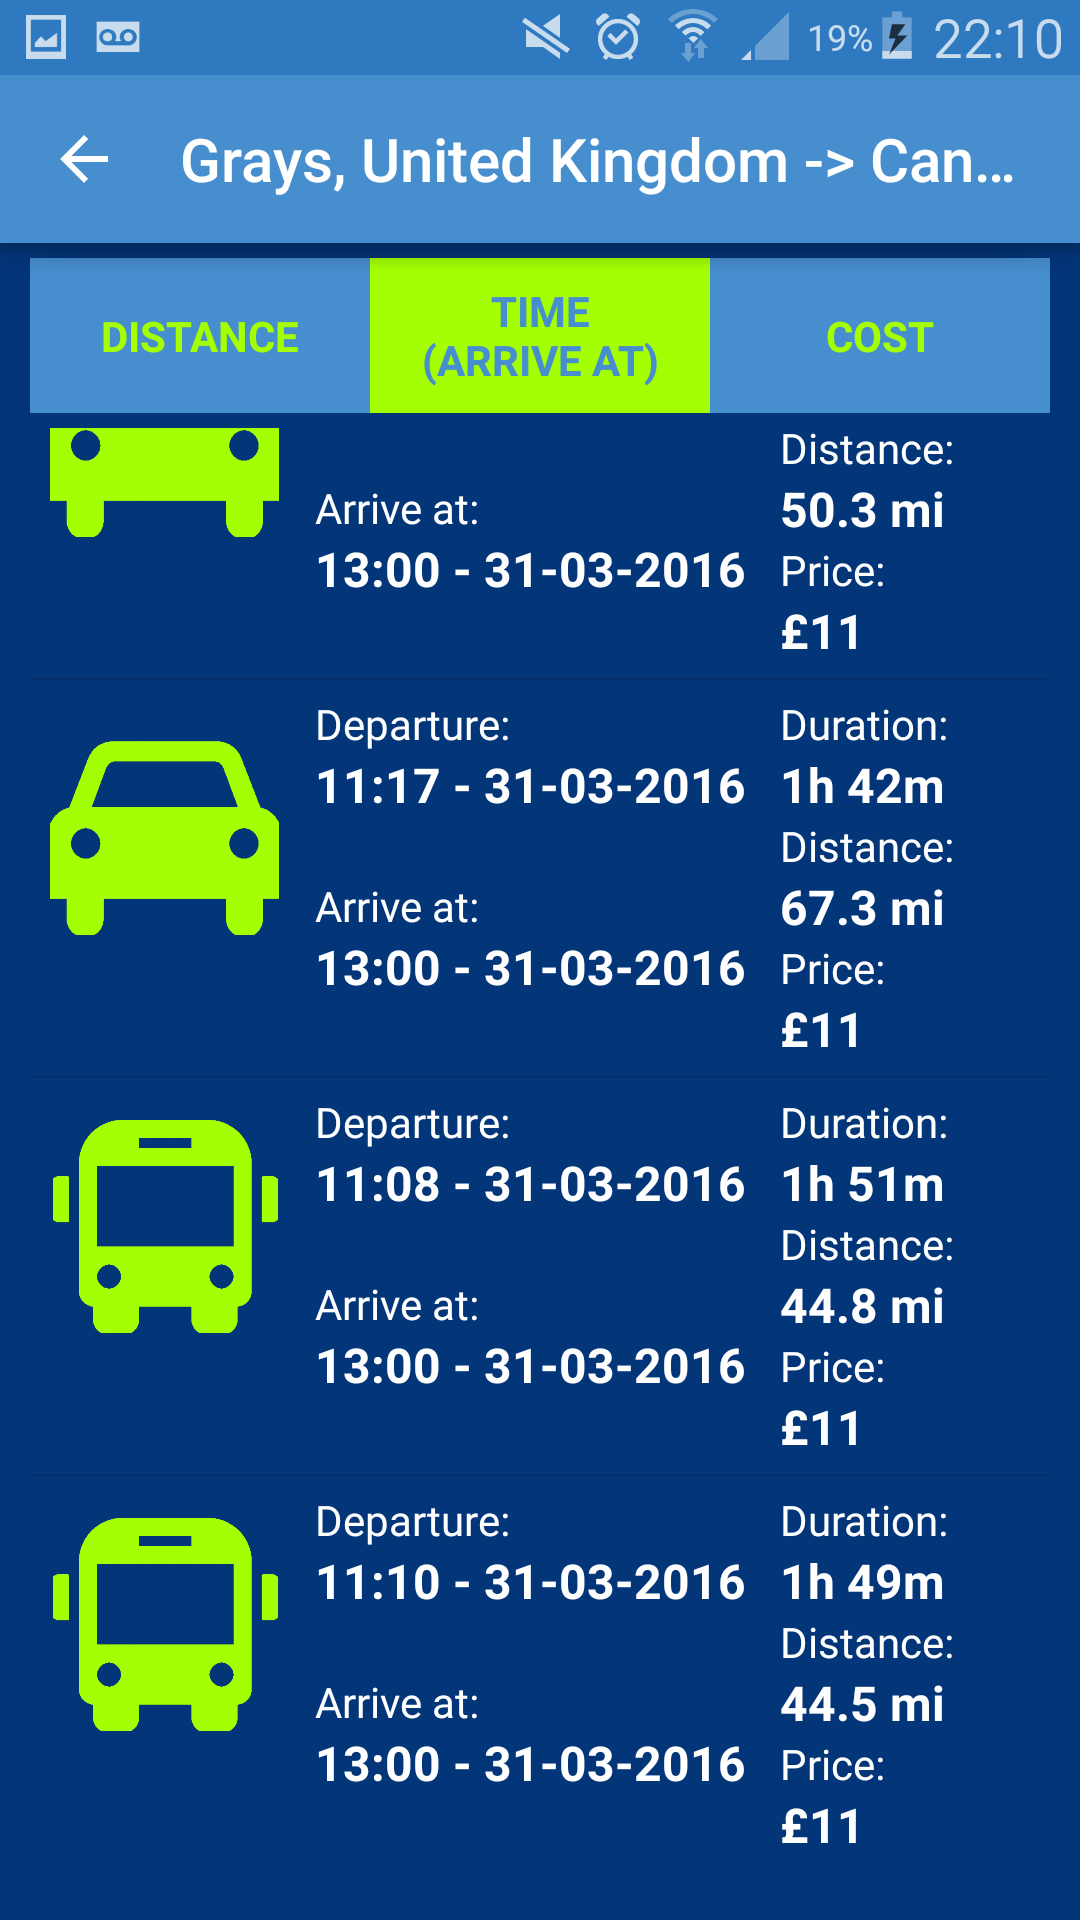 19% 22:10
Grays, United Kingdom -> Can...
DISTANCE
TIME
(ARRIVE AT)
COST
Arrive at:
13:00 - 31-03-2016
Distance:
50.3 mi
Price:
£11
Departure:
11:17 - 31-03-2016
Arrive at:
13:00 - 31-03-2016
Duration:
1h 42m
Distance:
67.3 mi
Price:
£11
Departure:
11:08 - 31-03-2016
Arrive at:
13:00 - 31-03-2016
Duration:
1h 51m
Distance:
44.8 mi
Price:
£11
Departure:
11:10 - 31-03-2016
Arrive at:
13:00 - 31-03-2016
Duration:
1h 49m
Distance:
44.5 mi
Price:
£11